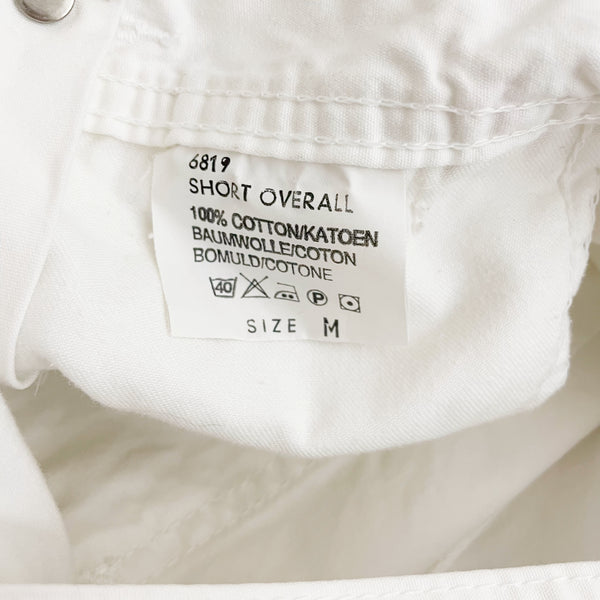 6819
SHORT OVERALL
100% COTTON/KATOEN
BAUMWOLLE/COTON
BOMULD/COTONE
40 P
SIZE M